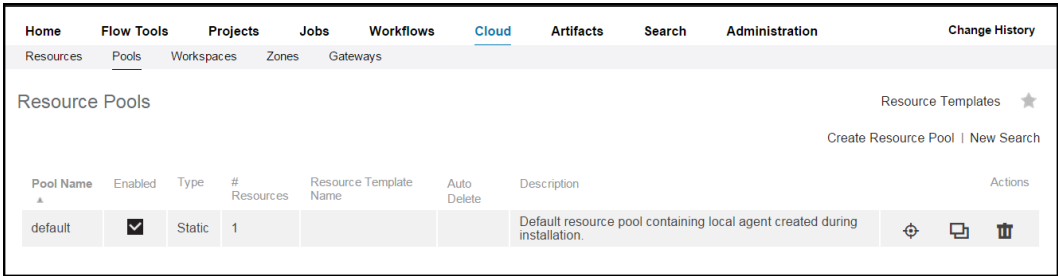 Home Flow Tools Projects Jobs Workflows Cloud Artifacts Search Administration Change History
Resources Pools Workspaces Zones Gateways
Resource Pools
Resource Templates
Create Resource Pool | New Search
Pool Name Enabled Type # Resources Resource Template Name Auto Delete Description Actions
default Static 1 Default resource pool containing local agent created during
installation.